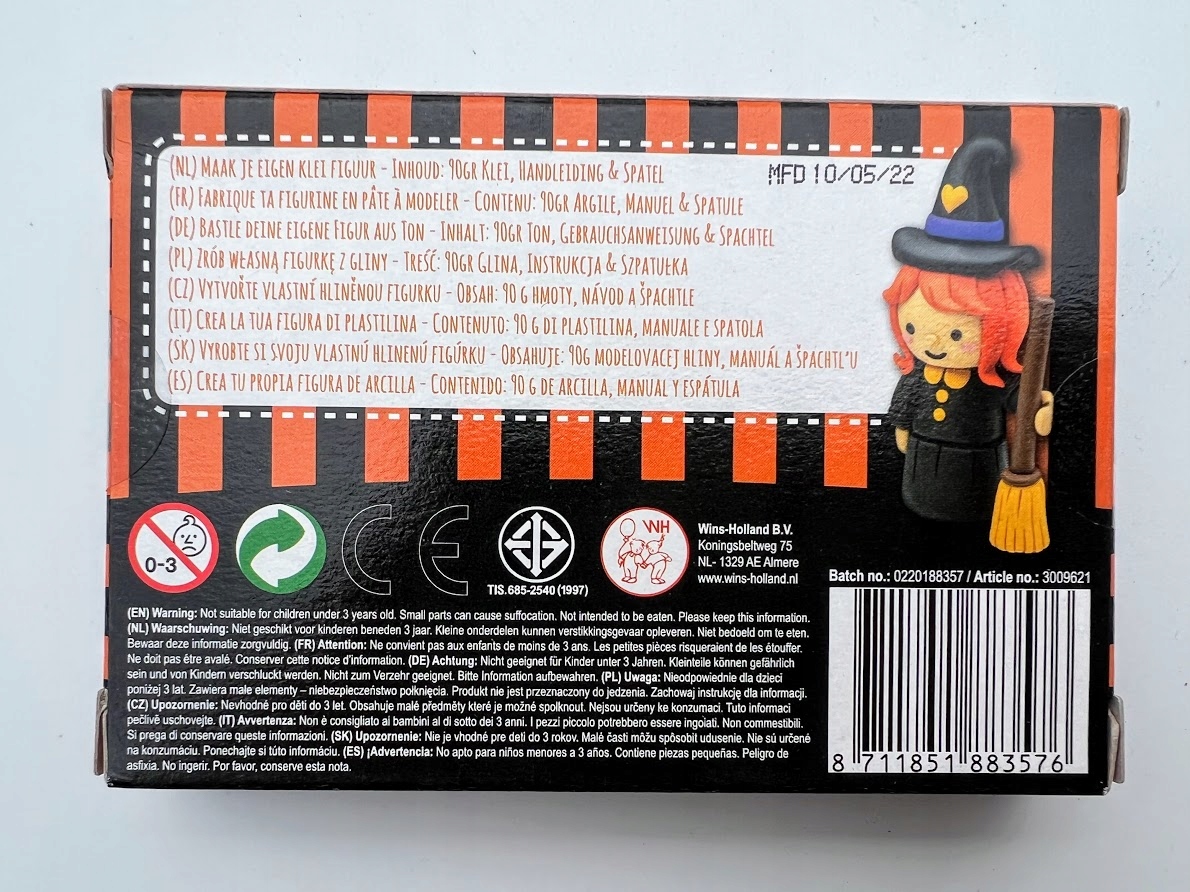 (NL) MAAK JE EIGEN KLEI FIGUUR - INHOUD: 90GR KLEI, HANDLEIDING & SPATEL
MFD 10/05/22
(FR) FABRIQUE TA FIGURINE EN PÂTE À MODELER - CONTENU: 90GR ARGILE, MANUEL & SPATULE
(DE) BASTLE DEINE EIGENE FIGUR AUS TON - INHALT: 90GR TON, GEBRAUCHSANWEISUNG & SPACHTEL
(PL) ZRÓB WŁASNĄ FIGURKĘ Z GLINY - TREŚĆ: 90GR GLINA, INSTRUKCJA & SZPATUŁKA
(CZ) VYTVOŘTE VLASTNÍ HLINĚNOU FIGURKU - OBSAH: 90 G HMOTY, NÁVOD A ŠPACHTLE
(IT) CREA LA TUA FIGURA DI PLASTILINA - CONTENUTO: 90 G DI PLASTILINA, MANUALE E SPATOLA
(SK) VYROBTE SI SVOJU VLASTNÚ HLINENÚ FIGÚRKU - OBSAHUJE: 90G MODELOVACEJ HLINY, MANUÁL A ŠPACHTL'U
(ES) CREA TU PROPIA FIGURA DE ARCILLA - CONTENIDO: 90 G DE ARCILLA, MANUAL Y ESPÁTULA
0-3
CE
TIS.685-2540 (1997)
WH
Wins-Holland B.V.
Koningsbeltweg 75
NL- 1329 AE Almere
www.wins-holland.nl
Batch no.: 0220188357 / Article no.: 3009621
(EN) Warning: Not suitable for children under 3 years old. Small parts can cause suffocation. Not intended to be eaten. Please keep this information.
(NL) Waarschuwing: Niet geschikt voor kinderen beneden 3 jaar. Kleine onderdelen kunnen verstikkingsgevaar opleveren. Niet bedoeld om te eten.
Bewaar deze informatie zorgvuldig. (FR) Attention: Ne convient pas aux enfants de moins de 3 ans. Les petites pièces risqueraient de les étouffer.
Ne doit pas être avalé. Conserver cette notice d'information. (DE) Achtung: Nicht geeignet für Kinder unter 3 Jahren. Kleinteile können gefährlich
sein und von Kindern verschluckt werden. Nicht zum Verzehr geeignet. Bitte Information aufbewahren. (PL) Uwaga: Nieodpowiednie dla dzieci
poniżej 3 lat. Zawiera małe elementy – niebezpieczeństwo połknięcia. Produkt nie jest przeznaczony do jedzenia. Zachowaj instrukcję dla informacji.
(CZ) Upozornenie: Nevhodné pro děti do 3 let. Obsahuje malé předměty které je možné spolknout. Nejsou určeny ke konzumaci. Tuto informaci
pečlivě uschovejte. (IT) Avvertenza: Non è consigliato ai bambini al di sotto dei 3 anni. I pezzi piccolo potrebbero essere ingoiati. Non commestibili.
Si prega di conservare queste informazioni. (SK) Upozornenie: Nie je vhodné pre deti do 3 rokov. Malé časti môžu spôsobit udusenie. Nie sú určené
na konzumáciu. Ponechajte si túto informáciu. (ES) ¡Advertencia: No apto para niños menores a 3 años. Contiene piezas pequeñas. Peligro de
asfixia. No ingerir. Por favor, conserve esta nota.
8 711851 883576